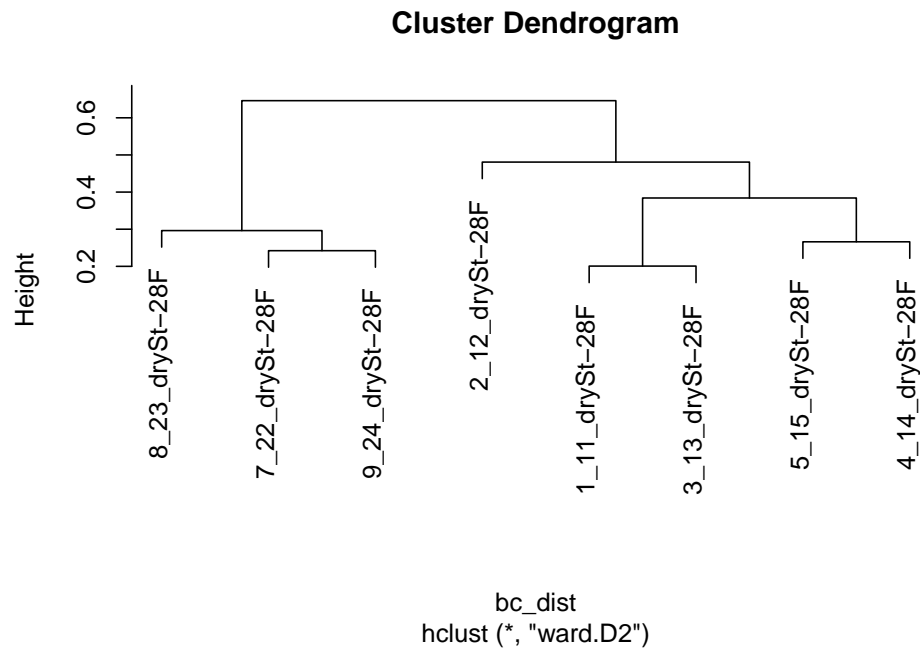 Cluster Dendrogram
Height
0.2
0.4
0.6
8_23_drySt−28F
7_22_drySt−28F
9_24_drySt−28F
2_12_drySt−28F
1_11_drySt−28F
3_13_drySt−28F
5_15_drySt−28F
4_14_drySt−28F
bc_dist
hclust (*, "ward.D2")